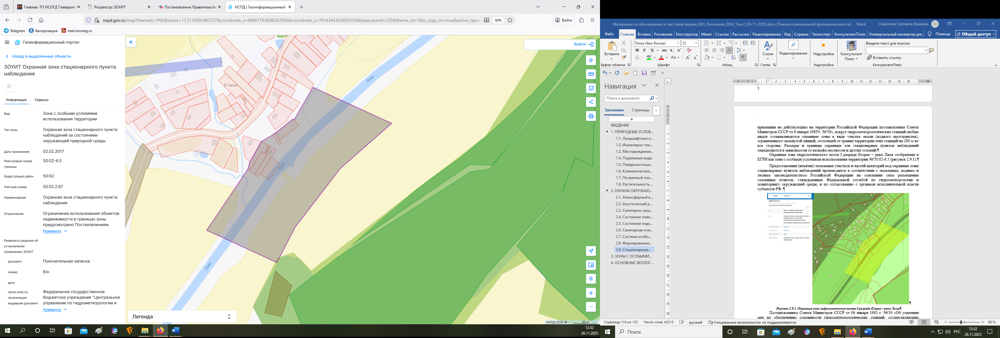 Главная. ТП ИСОГД Главархит
Росреестр: ЗОУИТ
Постановление Правительства
НСПД | Геоинформационный
nspd.gov.ru/map?thematic=PKK&zoom=17.2119301482727&coordinate_x=4000179.6690267003&coordinate_y=7614344.826026183&baseLayerId=235&theme_id=1&is_copy_url=true&active_layers
80%
Войти
Telegram
Авторизация
mail.mosreg.ru
Геоинформационный портал
Назад в выделенные объекты
ЗОУИТ Охранная зона стационарного пункта
наблюдения
Информация
Сервисы
Вид
Зона с особыми условиями
использования территории
Тип зоны
Охранная зона стационарного пункта
наблюдений за состоянием
окружающей природной среды
Дата присвоения
02.02.2017
Реестровый номер
границы
50:02-6.5
Кадастровый район
50:02
Учетный номер
50.02.2.67
Наименование
Охранная зона стационарного пункта
наблюдения
Ограничение
Ограничение использования объектов
недвижимости в границах зоны
предусмотрено Постановлением
Развернуть
Реквизиты решения об
установлении
(изменении) ЗОУИТ
документ
Пояснительная записка
номер
б/н
дата
орган власти,
организация
выдавшие документ
Федеральное государственное
бюджетное учреждение "Центральное
управление по гидрометеорологии и
Развернуть
Егорье
Лама
Лама
Лама
Войти
Легенда
НСПД 2025 ©
50 m
12:32
26.11.2025
Материалы по обоснованию в текстовой форме_МО_Лотошино_2024_Том 2 (24-11-2025).docx [Режим ограниченной функциональности] - Word
Смирнова Светлана Юрьевна
СС
Файл
Главная
Вставка
Рисование
Конструктор
Макет
Ссылки
Рассылки
Рецензирование
Вид
Справка
Техэксперт
КонсультантПлюс
Универсальный конвертер док
Помощь
Общий доступ
Вставить
Буфер обмена
Times New Roman
12
Ж К Ч abc x₂ x²
Шрифт
Абзац
Стили
Стили
Редактирование
Надстройки
Надстройки
Консультант
Плюс
Введите текст для поиска:
Вставить ссылку
КонсультантПлюс
Навигация
Поиск в документе
Заголовки
Страницы
ВВЕДЕНИЕ
1. ПРИРОДНЫЕ УСЛОВ...
1.1. Ландшафтные о...
1.2. Инженерно-гео...
1.3. Месторождения...
1.4. Подземные воды
1.5. Поверхностные...
1.6. Климатические...
1.7. Почвенный пок...
1.8. Растительность...
2. ОХРАНА ОКРУЖАЮ...
2.1. Атмосферный в...
2.2. Акустический р...
2.3. Санитарно-защ...
2.4. Состояние пове...
2.5. Состояние подз...
2.6. Санитарная очи...
2.7. Система особо...
2.8. Формирование...
2.9. Стационарные...
3. ЗОНЫ С ОСОБЫМИ...
4. ОСНОВНЫЕ ЭКОЛОГ...
признании не действующим на территории Российской Федерации постановления Совета
Министров СССР от 6 января 1983 г. №19», вокруг гидрометеорологических станций любых
видов устанавливаются охранные зоны в виде участка земли (водного пространства),
ограниченного замкнутой линией, отстоящей от границ территории этих станций на 200 м во
все стороны. Размеры и границы охранных зон стационарных пунктов наблюдений
определяются в зависимости от рельефа местности и других условий.¶
Охранная зона гидрологического поста I разряда Егорье – река Лама отображена в
ЕГРН как зона с особыми условиями использования территории №50:02-6.5 (рисунок 2.9.1).¶
Предоставление (изъятие) земельных участков и частей акваторий под охранные зоны
стационарных пунктов наблюдений производится в соответствии с земельным, водным и
лесным законодательством Российской Федерации на основании схем размещения
указанных пунктов, утвержденных Федеральной службой по гидрометеорологии и
мониторингу окружающей среды, и по согласованию с органами исполнительной власти
субъектов РФ.¶
ЗОУИТ
50:02-6.5
ЗОУИТ 50:02-6.5
Рисунок 2.9.1. Охранная зона гидрологического поста I разряда Егорье – река Лама¶
Постановлением Совета Министров СССР от 06 января 1983 г. №19 «Об усилении
мер по обеспечению сохранности гидрометеорологических станций, осуществляющих
Страница 119 из 133
Число слов: 42315
русский
Специальные возможности: не поддерживаются
80 %
Поиск
РУС
12:32
26.11.2025